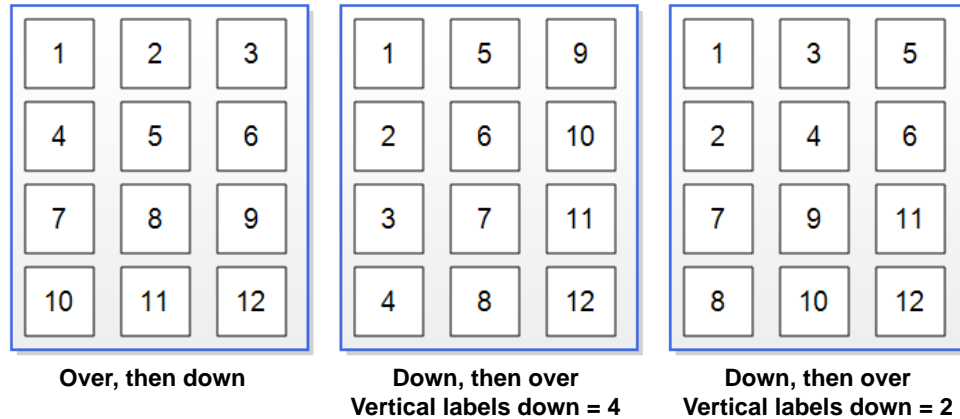 1 2 3
4 5 6
7 8 9
10 11 12
Over, then down
1 5 9
2 6 10
3 7 11
4 8 12
Down, then over
Vertical labels down = 4
1 3 5
2 4 6
7 9 11
8 10 12
Down, then over
Vertical labels down = 2